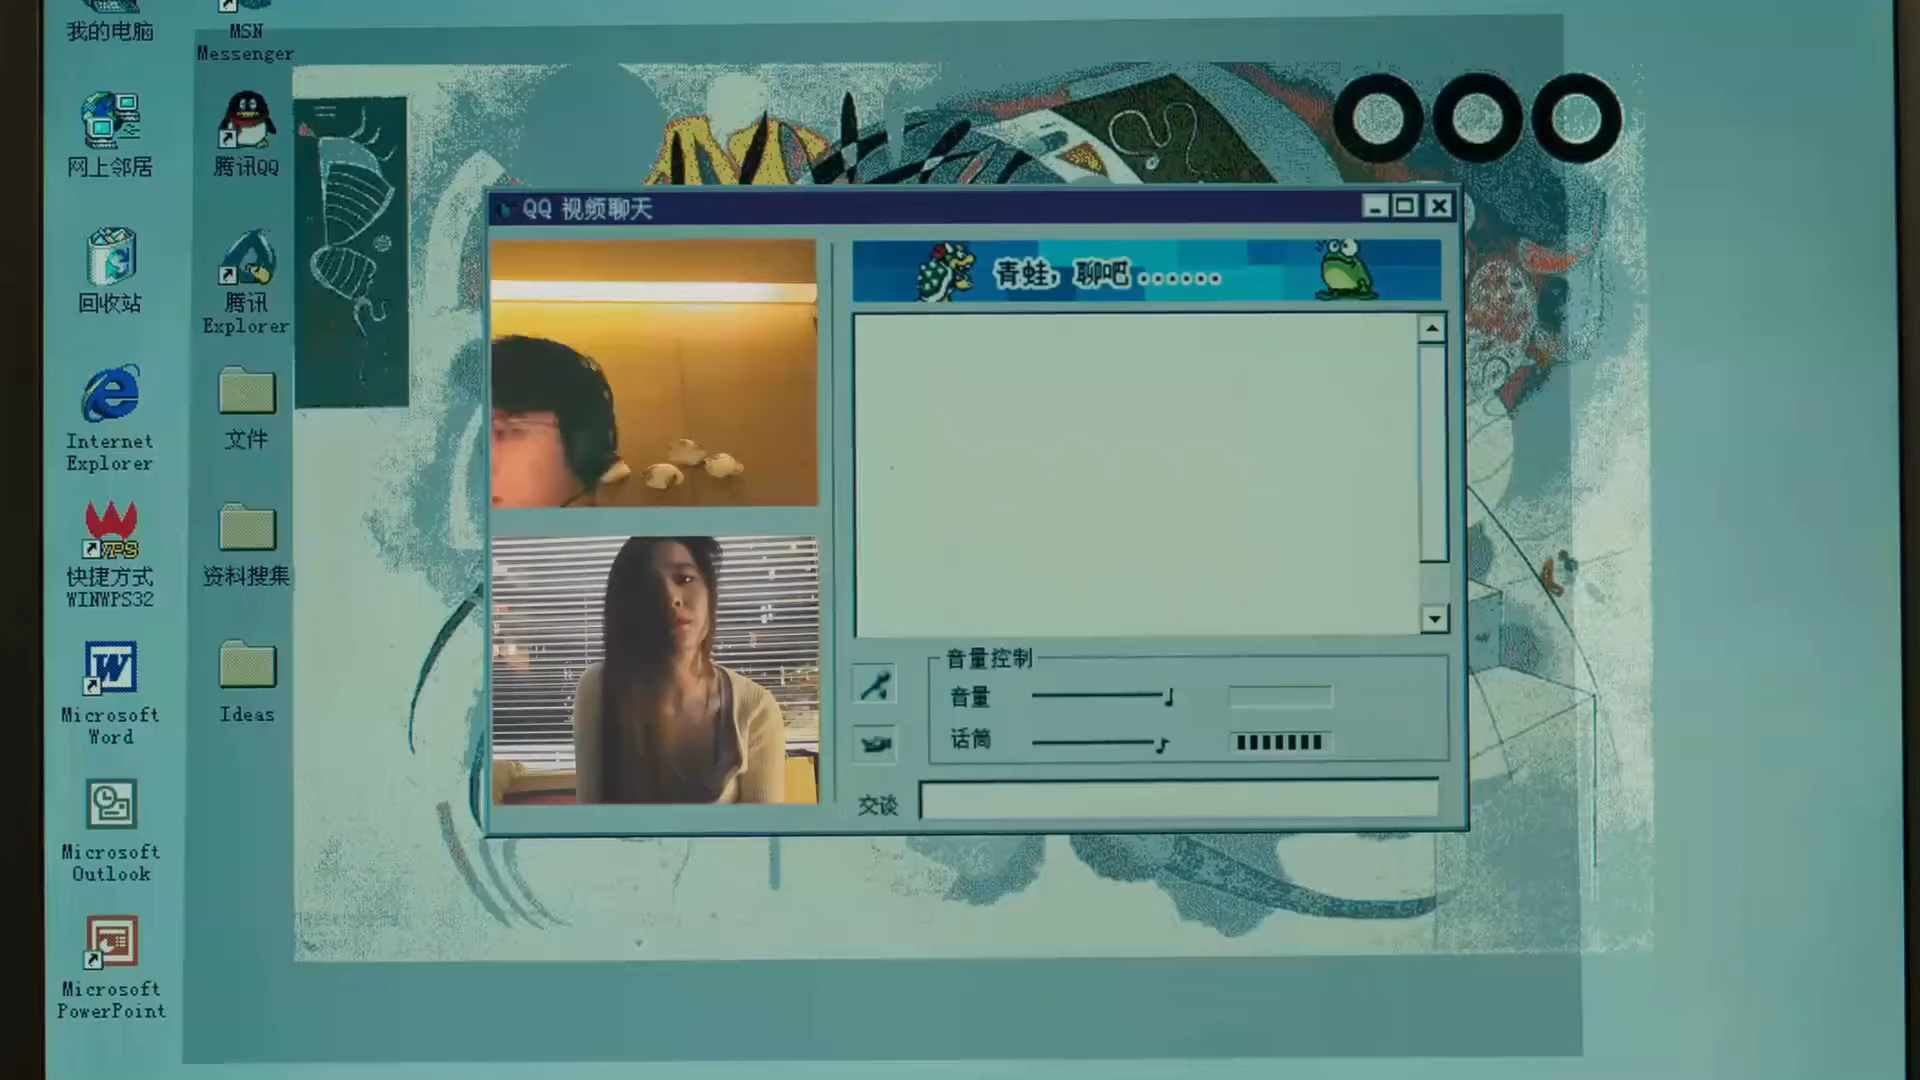 我的电脑
MSN
Messenger
网上邻居
腾讯QQ
回收站
腾讯
Explorer
Internet
Explorer
文件
快捷方式
WINWPS32
资料搜集
Microsoft
Word
Ideas
Microsoft
Outlook
Microsoft
PowerPoint
QQ 视频聊天
青蛙，聊吧......
音量控制
音量
话筒
交谈